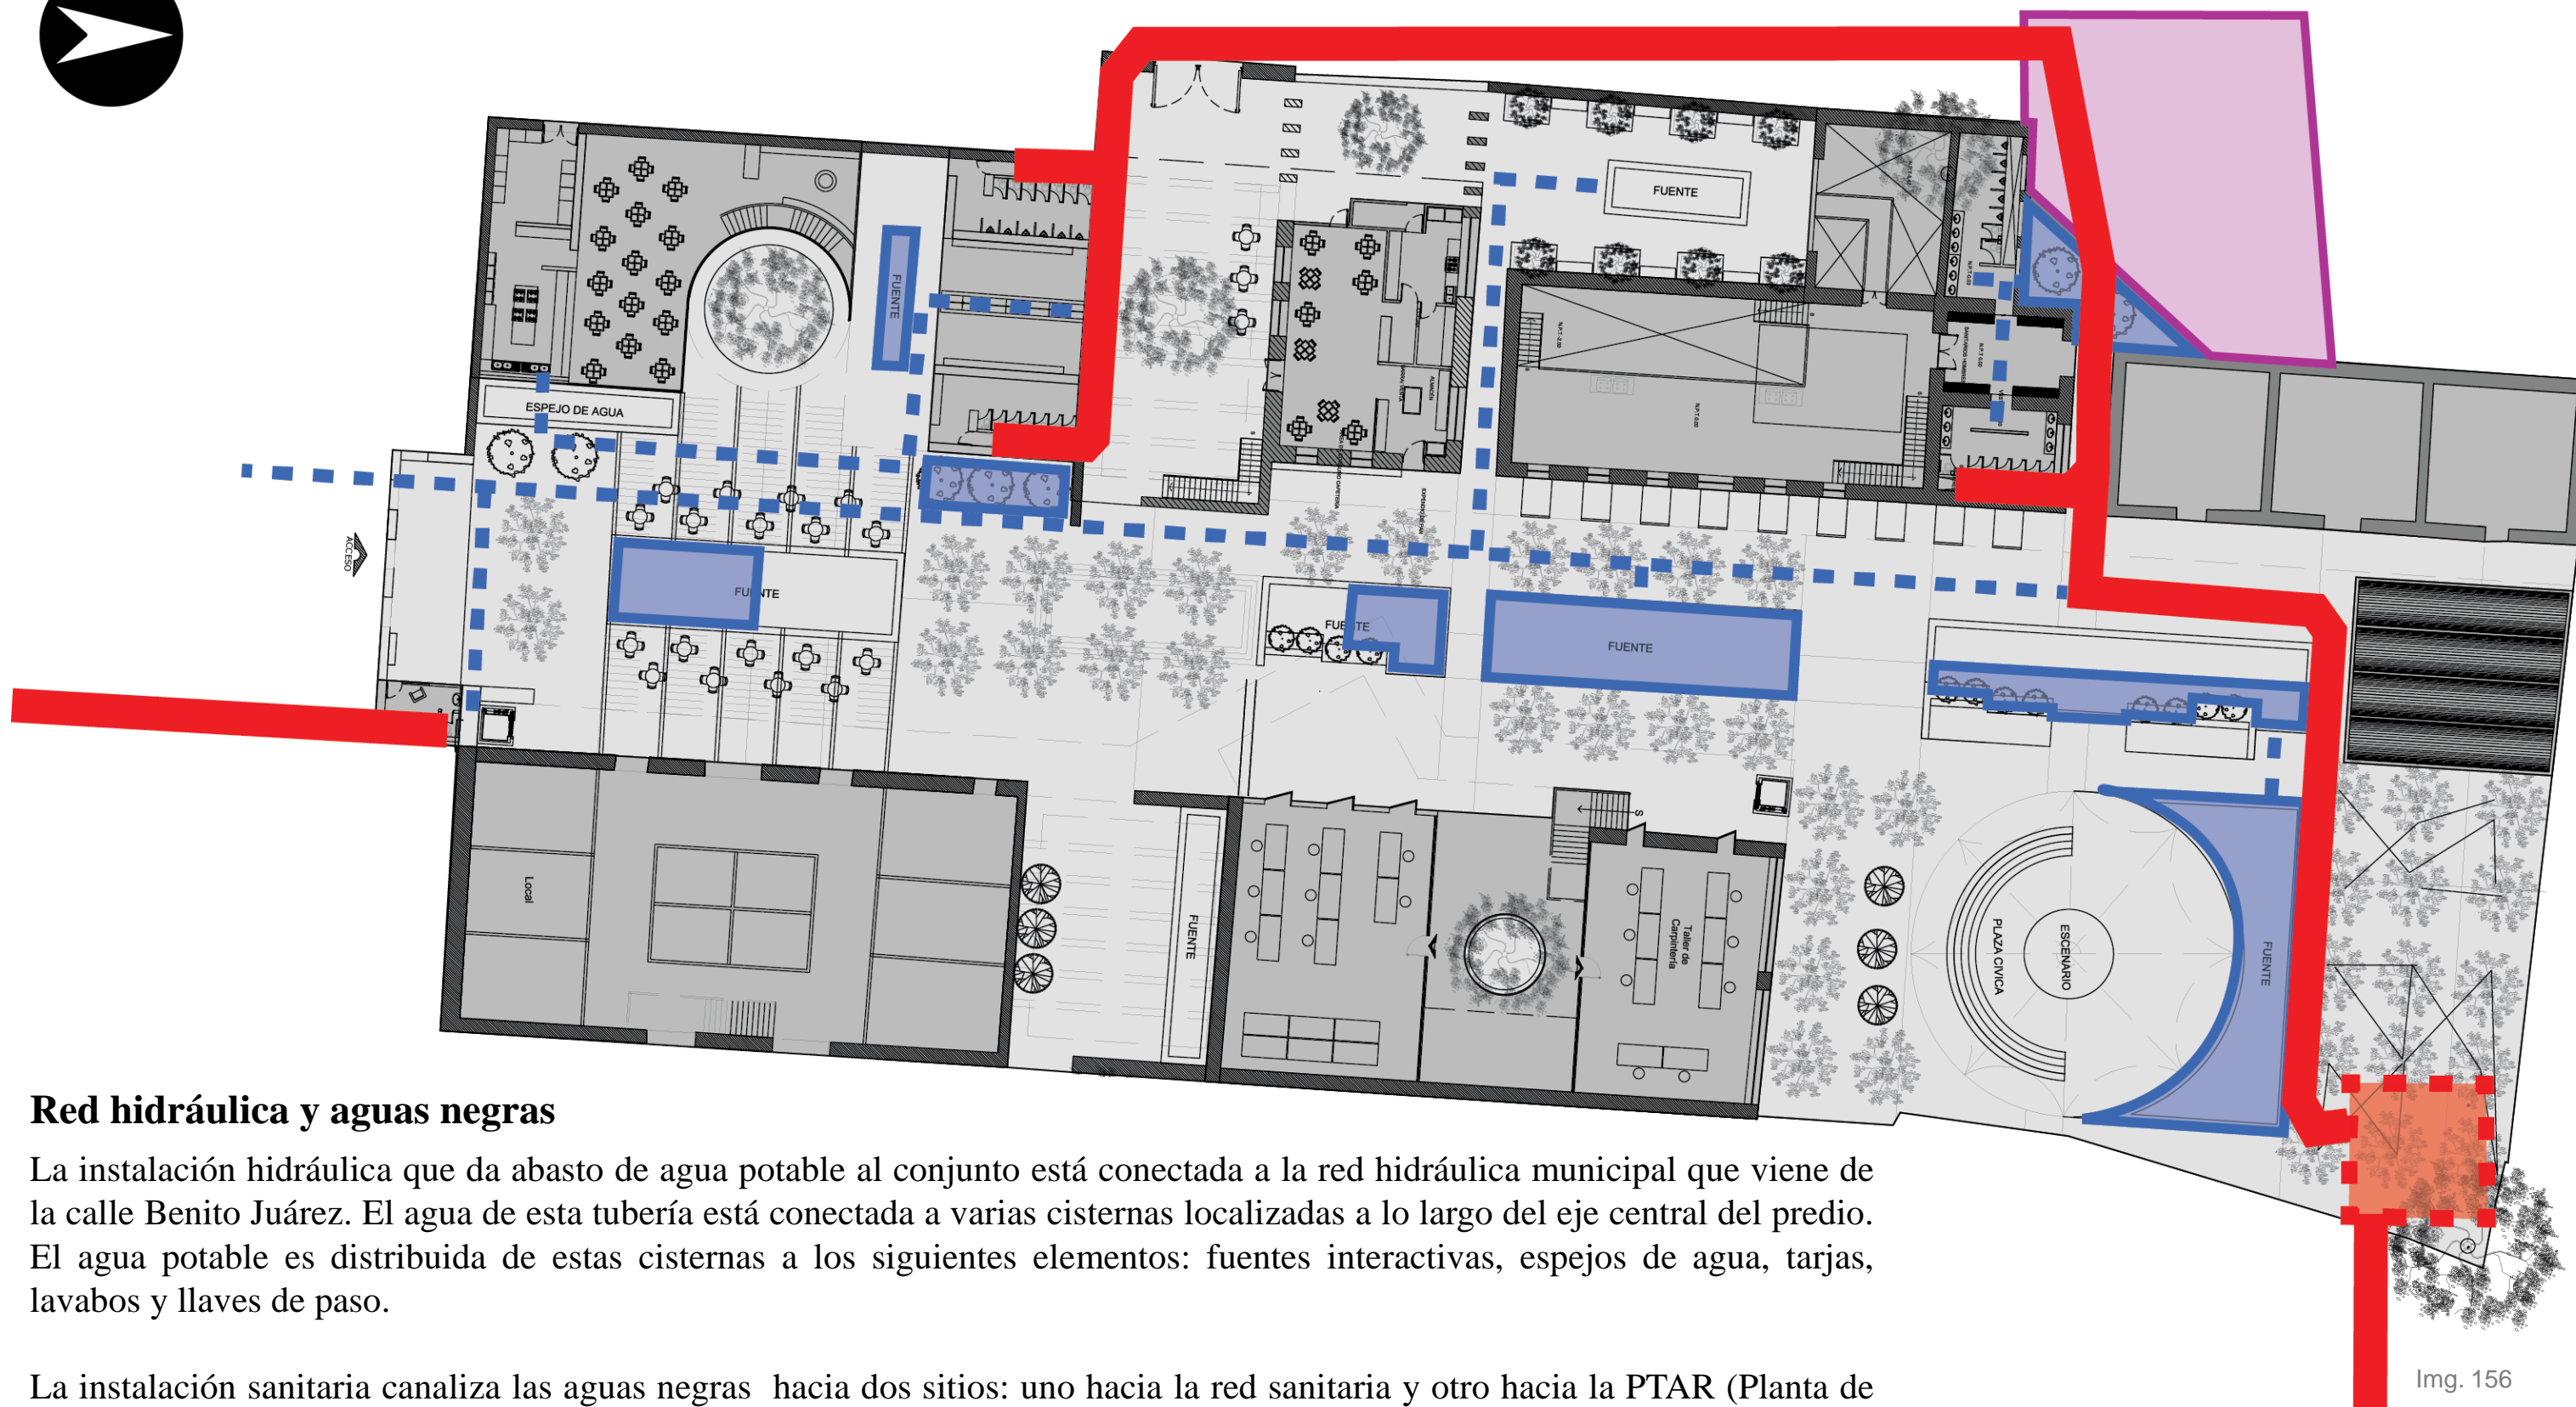 FUENTE
FUENTE
ESPEJO DE AGUA
ACCESO
FUENTE
FUENTE
FUENTE
Local
FUENTE
S
Taller de
Carpintería
PLAZA CIVICA
ESCENARIO
FUENTE
Red hidráulica y aguas negras
La instalación hidráulica que da abasto de agua potable al conjunto está conectada a la red hidráulica municipal que viene de
la calle Benito Juárez. El agua de esta tubería está conectada a varias cisternas localizadas a lo largo del eje central del predio.
El agua potable es distribuida de estas cisternas a los siguientes elementos: fuentes interactivas, espejos de agua, tarjas,
lavabos y llaves de paso.
La instalación sanitaria canaliza las aguas negras hacia dos sitios: uno hacia la red sanitaria y otro hacia la PTAR (Planta de
Img. 156